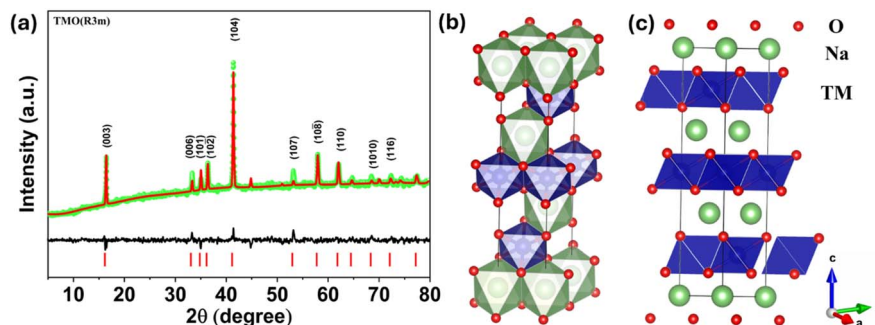 (a)
TMO(R3m)
(003)
(006)
(101)
(102̄)
(104)
(107)
(108̄)
(110)
(1010)
(116)
Intensity (a.u.)
10 20 30 40 50 60 70 80
2θ (degree)
(b)
(c)
O
Na
TM
c
a